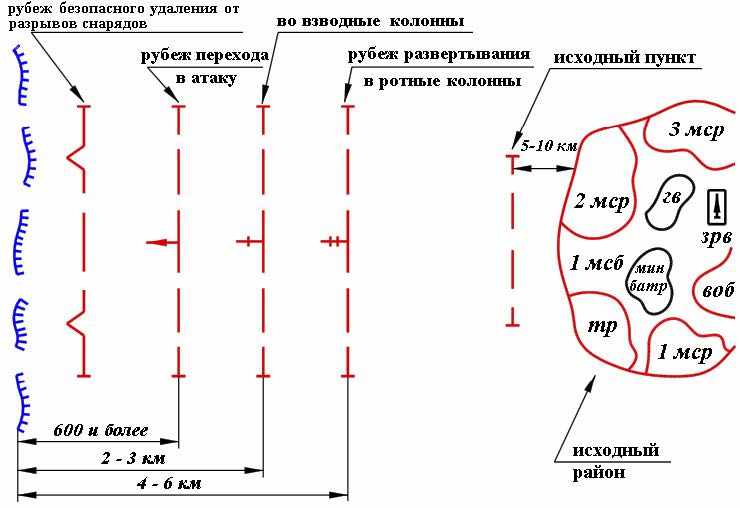 рубеж безопасного удаления от
разрывов снарядов
во взводные колонны
рубеж перехода
в атаку
рубеж развертывания
в ротные колонны
исходный пункт
5-10 км
3 мср
2 мср
гв
зрв
1 мсб
мин
батр
воб
тр
1 мср
600 и более
2 - 3 км
4 - 6 км
исходный
район